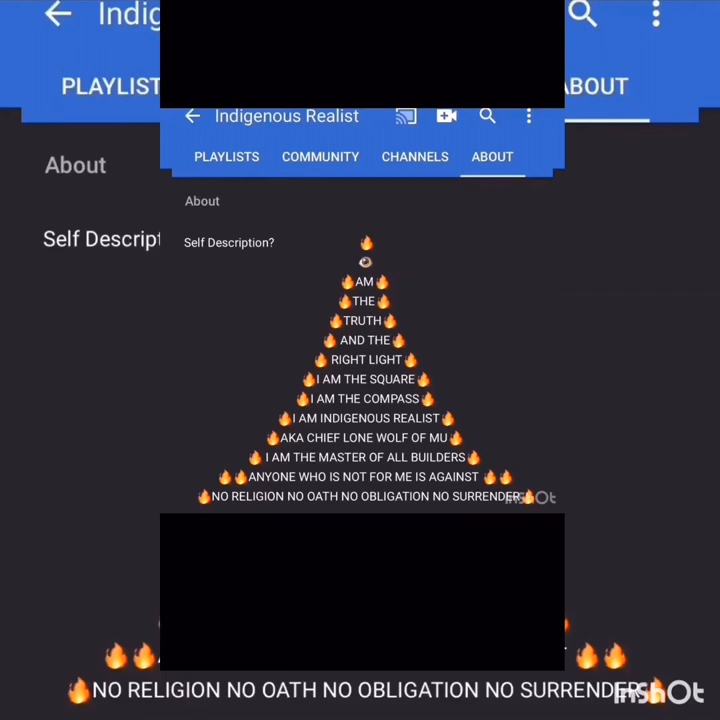 Indig
PLAYLIST
ABOUT
About
Self Descript
Indigenous Realist
PLAYLISTS COMMUNITY CHANNELS ABOUT
About
Self Description?
🔥
👁
🔥AM🔥
🔥THE🔥
🔥TRUTH🔥
🔥 AND THE🔥
🔥 RIGHT LIGHT🔥
🔥I AM THE SQUARE🔥
🔥I AM THE COMPASS🔥
🔥I AM INDIGENOUS REALIST🔥
🔥AKA CHIEF LONE WOLF OF MU🔥
🔥 I AM THE MASTER OF ALL BUILDERS🔥
🔥🔥ANYONE WHO IS NOT FOR ME IS AGAINST 🔥🔥
🔥NO RELIGION NO OATH NO OBLIGATION NO SURRENDER🔥
InShOt
🔥🔥 🔥🔥
🔥NO RELIGION NO OATH NO OBLIGATION NO SURRENDER🔥
InShOt